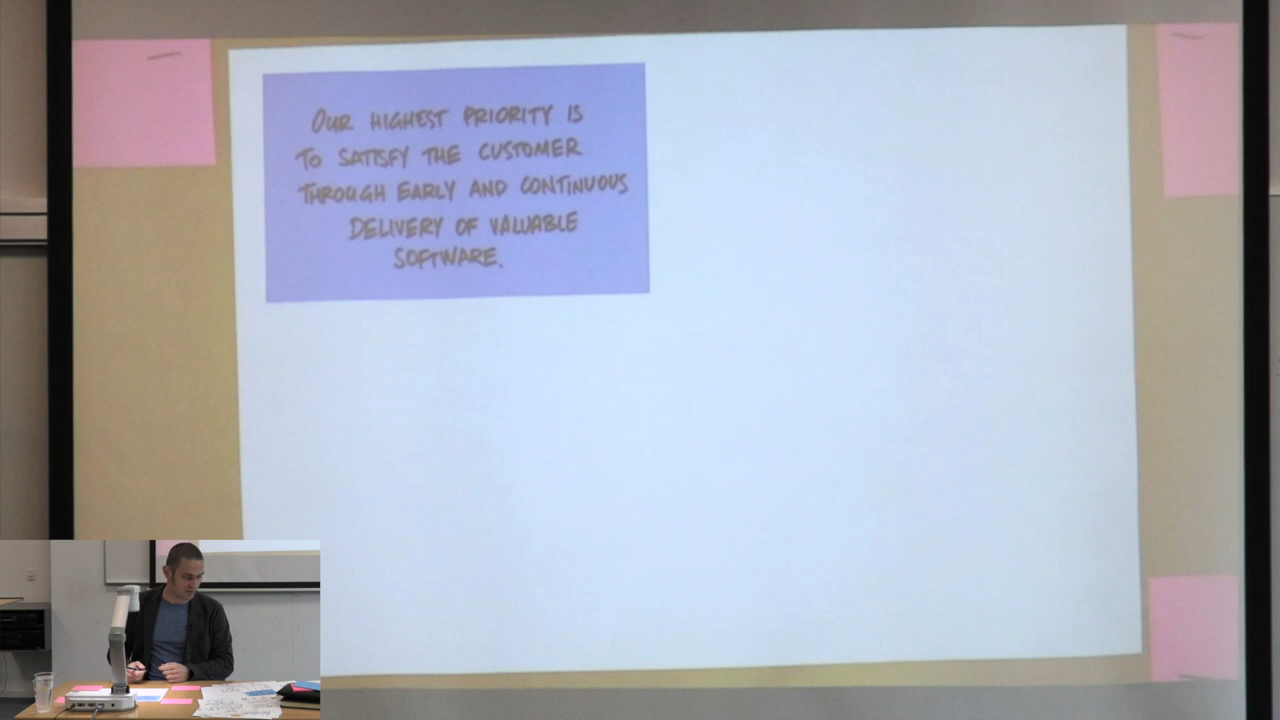 OUR HIGHEST PRIORITY IS
TO SATISFY THE CUSTOMER
THROUGH EARLY AND CONTINUOUS
DELIVERY OF VALUABLE
SOFTWARE.